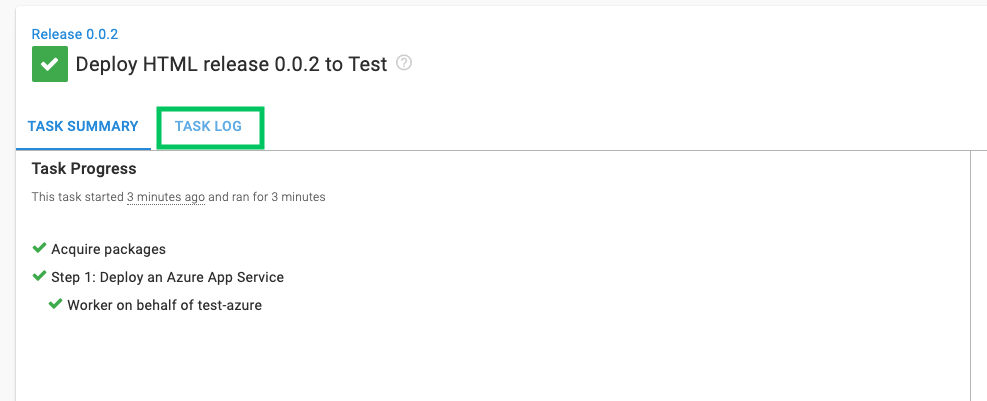 Release 0.0.2
Deploy HTML release 0.0.2 to Test ?
TASK SUMMARY TASK LOG
Task Progress
This task started 3 minutes ago and ran for 3 minutes
Acquire packages
Step 1: Deploy an Azure App Service
Worker on behalf of test-azure